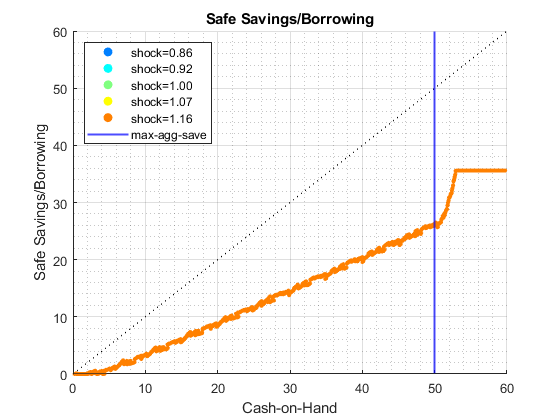 Safe Savings/Borrowing
60
50
40
30
20
10
0
Safe Savings/Borrowing
shock=0.86
shock=0.92
shock=1.00
shock=1.07
shock=1.16
max-agg-save
0 10 20 30 40 50 60
Cash-on-Hand